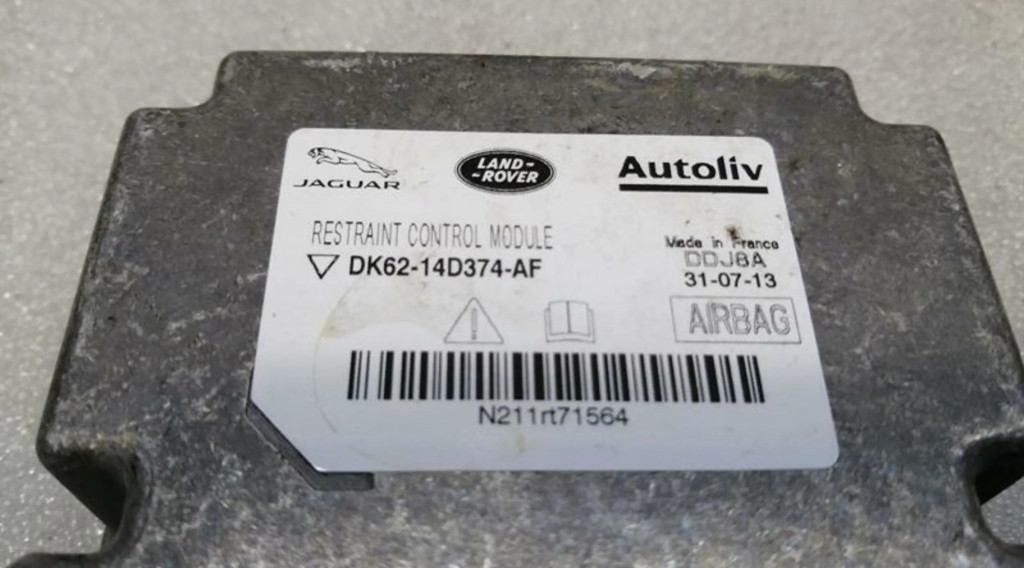 JAGUAR
LAND-
-ROVER
Autoliv
RESTRAINT CONTROL MODULE
DK62-14D374-AF
Made in France
DDJ8A
31-07-13
AIRBAG
N211rt71564